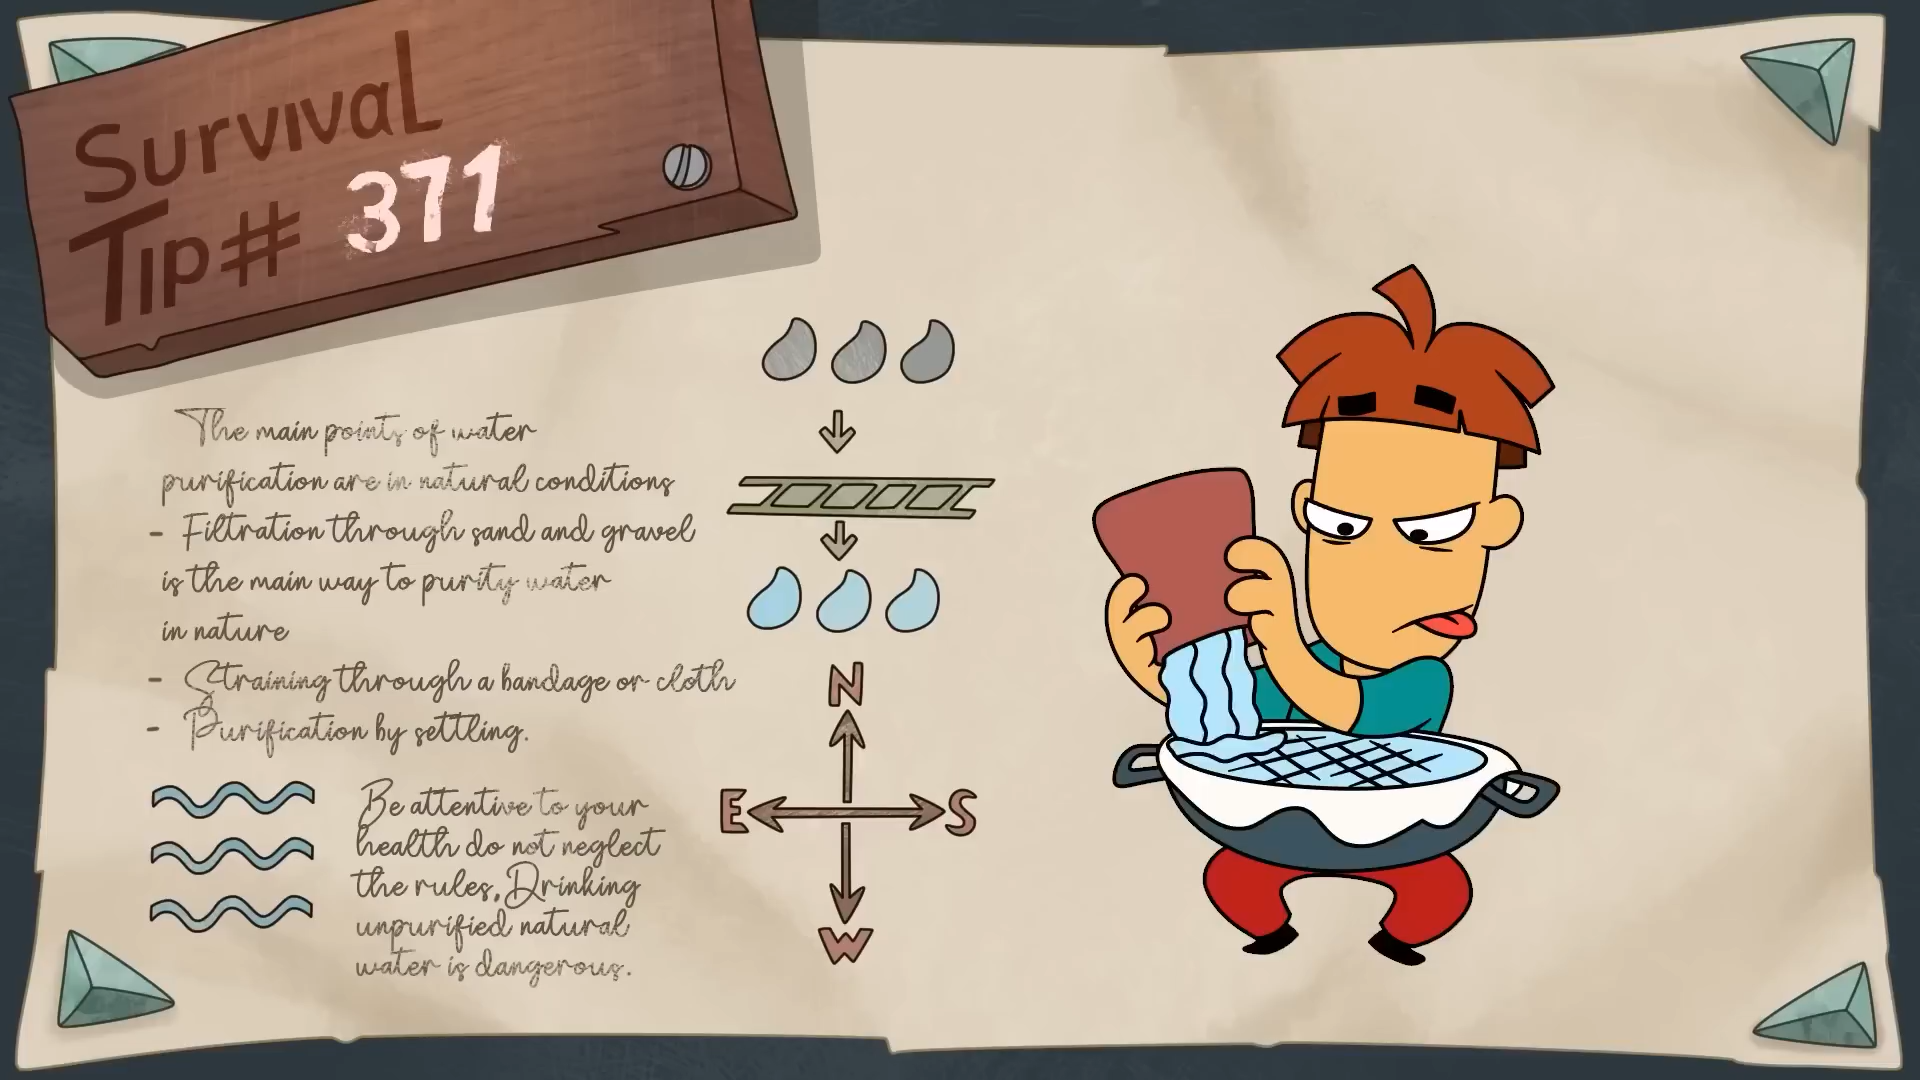 Survival
Tip# 371
The main points of water
purification are in natural conditions
- Filtration through sand and gravel
is the main way to purity water
in nature
- Straining through a bandage or cloth
- Purification by settling.
Be attentive to your
health do not neglect
the rules. Drinking
unpurified natural
water is dangerous.
N
E S
W